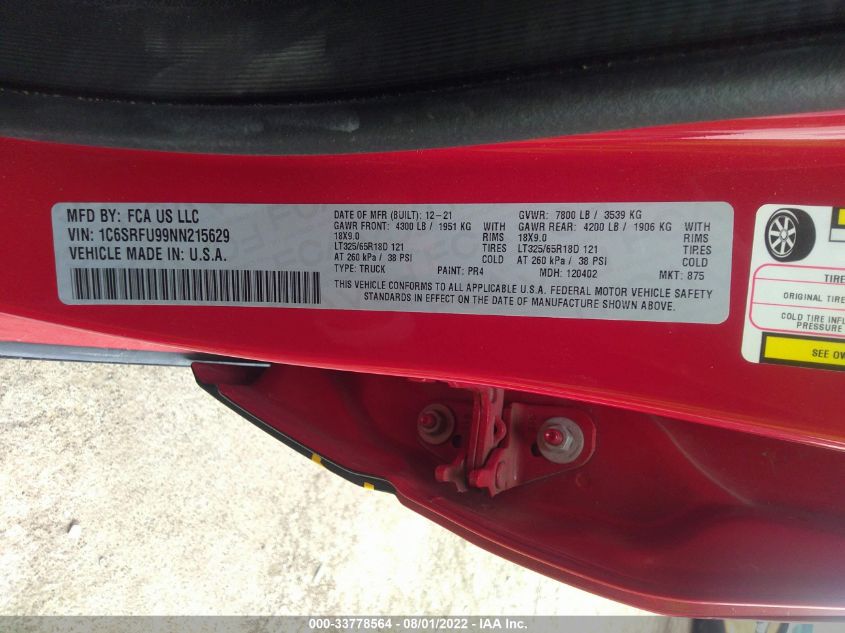 MFD BY: FCA US LLC
VIN: 1C6SRFU99NN215629
VEHICLE MADE IN: U.S.A.
DATE OF MFR (BUILT): 12-21
GVWR: 7800 LB / 3539 KG
GAWR FRONT: 4300 LB / 1951 KG WITH
GAWR REAR: 4200 LB / 1906 KG WITH
18X9.0 RIMS
18X9.0 RIMS
LT325/65R18D 121 TIRES
LT325/65R18D 121 TIRES
AT 260 kPa / 38 PSI COLD
AT 260 kPa / 38 PSI COLD
TYPE: TRUCK PAINT: PR4
MDH: 120402 MKT: 875
THIS VEHICLE CONFORMS TO ALL APPLICABLE U.S.A. FEDERAL MOTOR VEHICLE SAFETY
STANDARDS IN EFFECT ON THE DATE OF MANUFACTURE SHOWN ABOVE.
TIRE
ORIGINAL TIRE
COLD TIRE INFL
PRESSURE
SEE OW
000-33778564 - 08/01/2022 - IAA Inc.